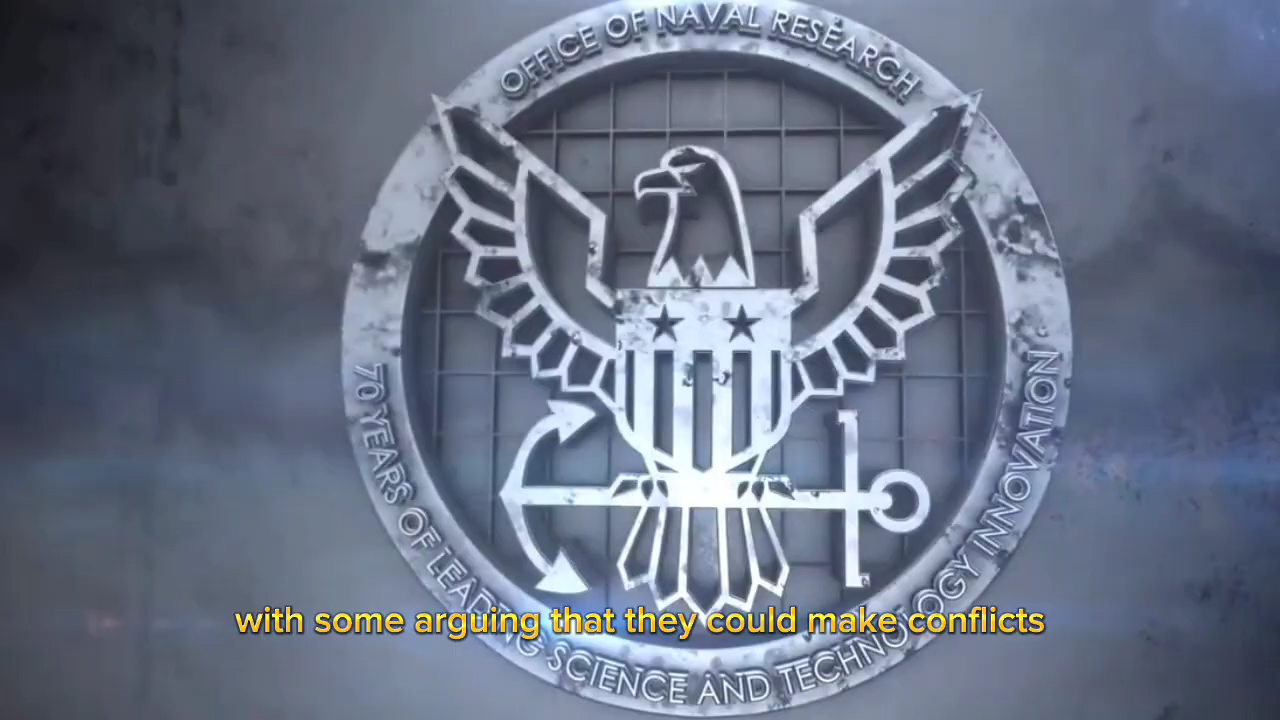 OFFICE OF NAVAL RESEARCH
70 YEARS OF LEADING SCIENCE AND TECHNOLOGY INNOVATION
with some arguing that they could make conflicts